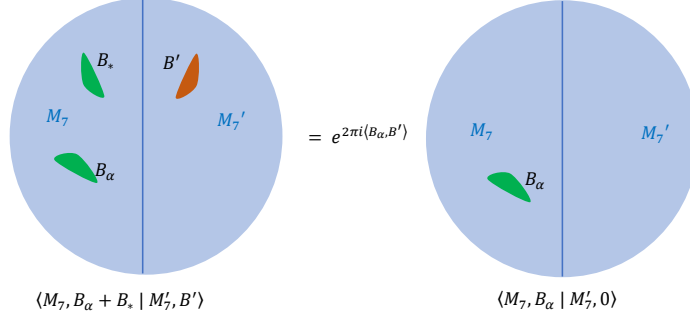 B_* B′
M_7 M_7′
B_α
= e^{2πi⟨B_α,B′⟩}
M_7 M_7′
B_α
⟨M_7, B_α + B_* | M_7′, B′⟩
⟨M_7, B_α | M_7′, 0⟩